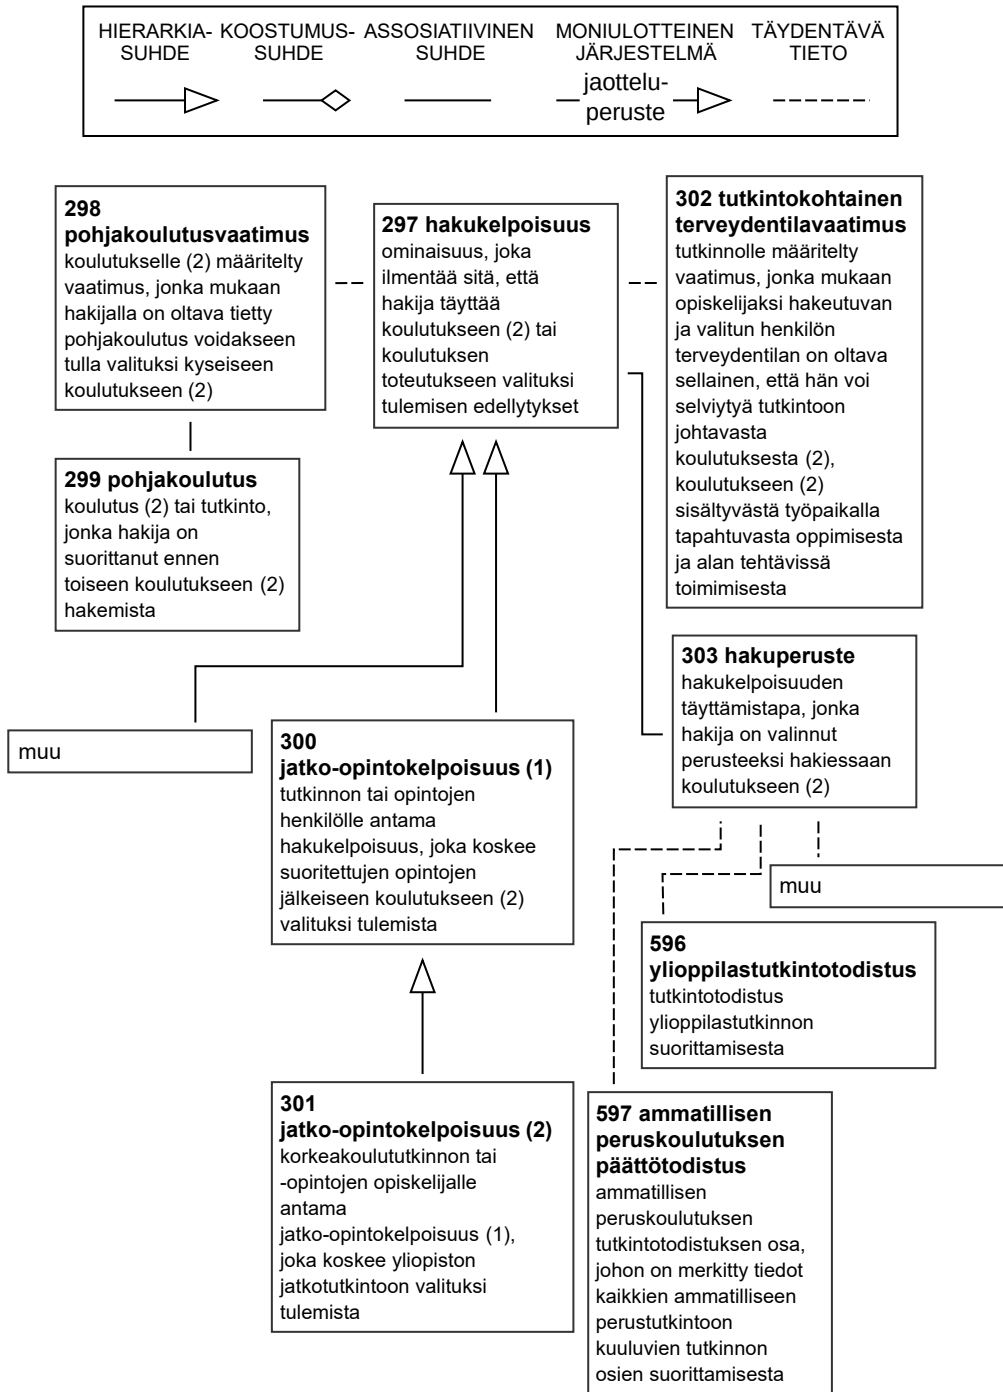 HIERARKIA-
SUHDE
KOOSTUMUS-
SUHDE
ASSOSIATIIVINEN
SUHDE
MONIULOTTEINEN
JÄRJESTELMÄ
TÄYDENTÄVÄ
TIETO
jaottelu-
peruste
298
pohjakoulutusvaatimus
koulutukselle (2) määritelty
vaatimus, jonka mukaan
hakijalla on oltava tietty
pohjakoulutus voidakseen
tulla valituksi kyseiseen
koulutukseen (2)
297 hakukelpoisuus
ominaisuus, joka
ilmentää sitä, että
hakija täyttää
koulutukseen (2) tai
koulutuksen
toteutukseen valituksi
tulemisen edellytykset
302 tutkintokohtainen
terveydentilavaatimus
tutkinnolle määritelty
vaatimus, jonka mukaan
opiskelijaksi hakeutuvan
ja valitun henkilön
terveydentilan on oltava
sellainen, että hän voi
selviytyä tutkintoon
johtavasta
koulutuksesta (2),
koulutukseen (2)
sisältyvästä työpaikalla
tapahtuvasta oppimisesta
ja alan tehtävissä
toimimisesta
299 pohjakoulutus
koulutus (2) tai tutkinto,
jonka hakija on
suorittanut ennen
toiseen koulutukseen (2)
hakemista
303 hakuperuste
hakukelpoisuuden
täyttämistapa, jonka
hakija on valinnut
perusteeksi hakiessaan
koulutukseen (2)
muu
300
jatko-opintokelpoisuus (1)
tutkinnon tai opintojen
henkilölle antama
hakukelpoisuus, joka koskee
suoritettujen opintojen
jälkeiseen koulutukseen (2)
valituksi tulemista
muu
596
ylioppilastutkintotodistus
tutkintotodistus
ylioppilastutkinnon
suorittamisesta
301
jatko-opintokelpoisuus (2)
korkeakoulututkinnon tai
-opintojen opiskelijalle
antama
jatko-opintokelpoisuus (1),
joka koskee yliopiston
jatkotutkintoon valituksi
tulemista
597 ammatillisen
peruskoulutuksen
päättötodistus
ammatillisen
peruskoulutuksen
tutkintotodistuksen osa,
johon on merkitty tiedot
kaikkien ammatilliseen
perustutkintoon
kuuluvien tutkinnon
osien suorittamisesta